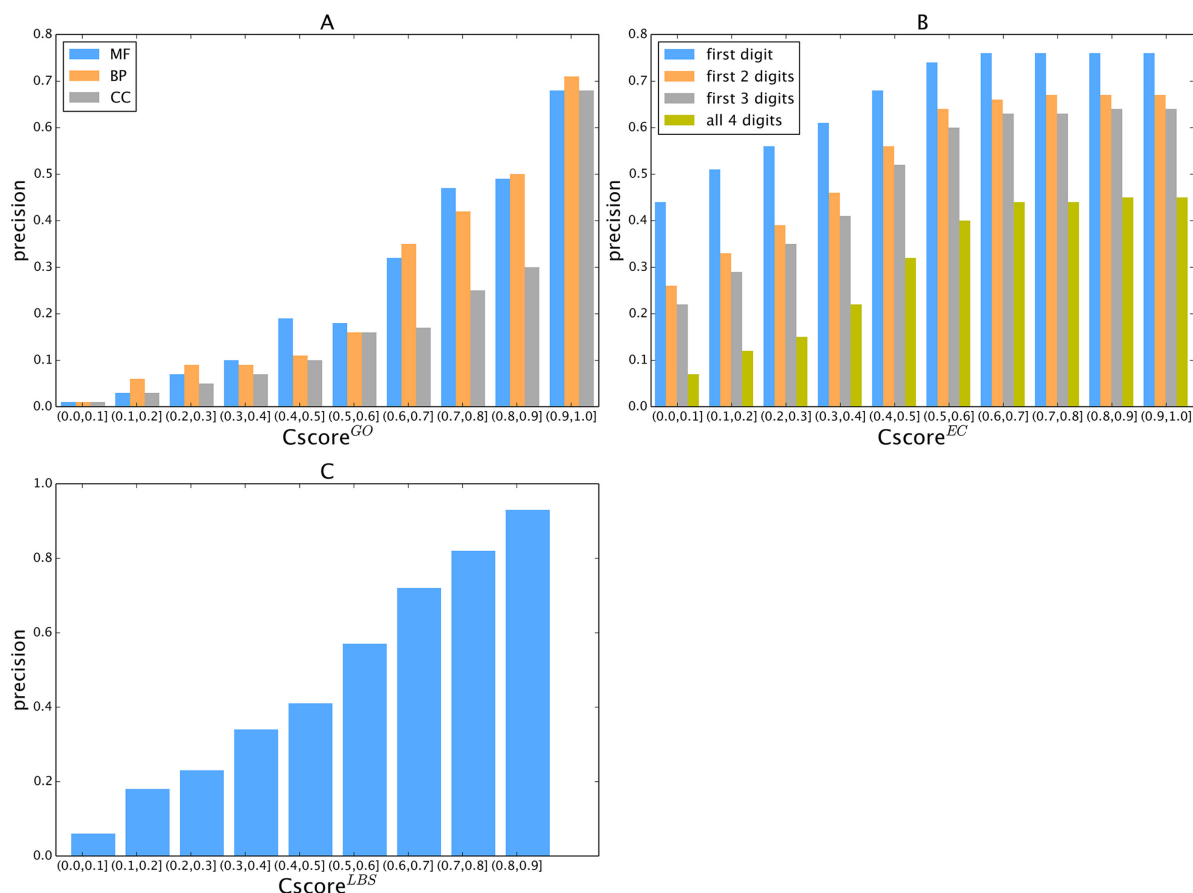 A
0.8
0.7
0.6
0.5
0.4
0.3
0.2
0.1
0.0
precision
MF
BP
CC
(0.0,0.1] (0.1,0.2] (0.2,0.3] (0.3,0.4] (0.4,0.5] (0.5,0.6] (0.6,0.7] (0.7,0.8] (0.8,0.9] (0.9,1.0]
Cscore^GO
B
0.8
0.7
0.6
0.5
0.4
0.3
0.2
0.1
0.0
precision
first digit
first 2 digits
first 3 digits
all 4 digits
(0.0,0.1] (0.1,0.2] (0.2,0.3] (0.3,0.4] (0.4,0.5] (0.5,0.6] (0.6,0.7] (0.7,0.8] (0.8,0.9] (0.9,1.0]
Cscore^EC
C
1.0
0.8
0.6
0.4
0.2
0.0
precision
(0.0,0.1] (0.1,0.2] (0.2,0.3] (0.3,0.4] (0.4,0.5] (0.5,0.6] (0.6,0.7] (0.7,0.8] (0.8,0.9]
Cscore^LBS